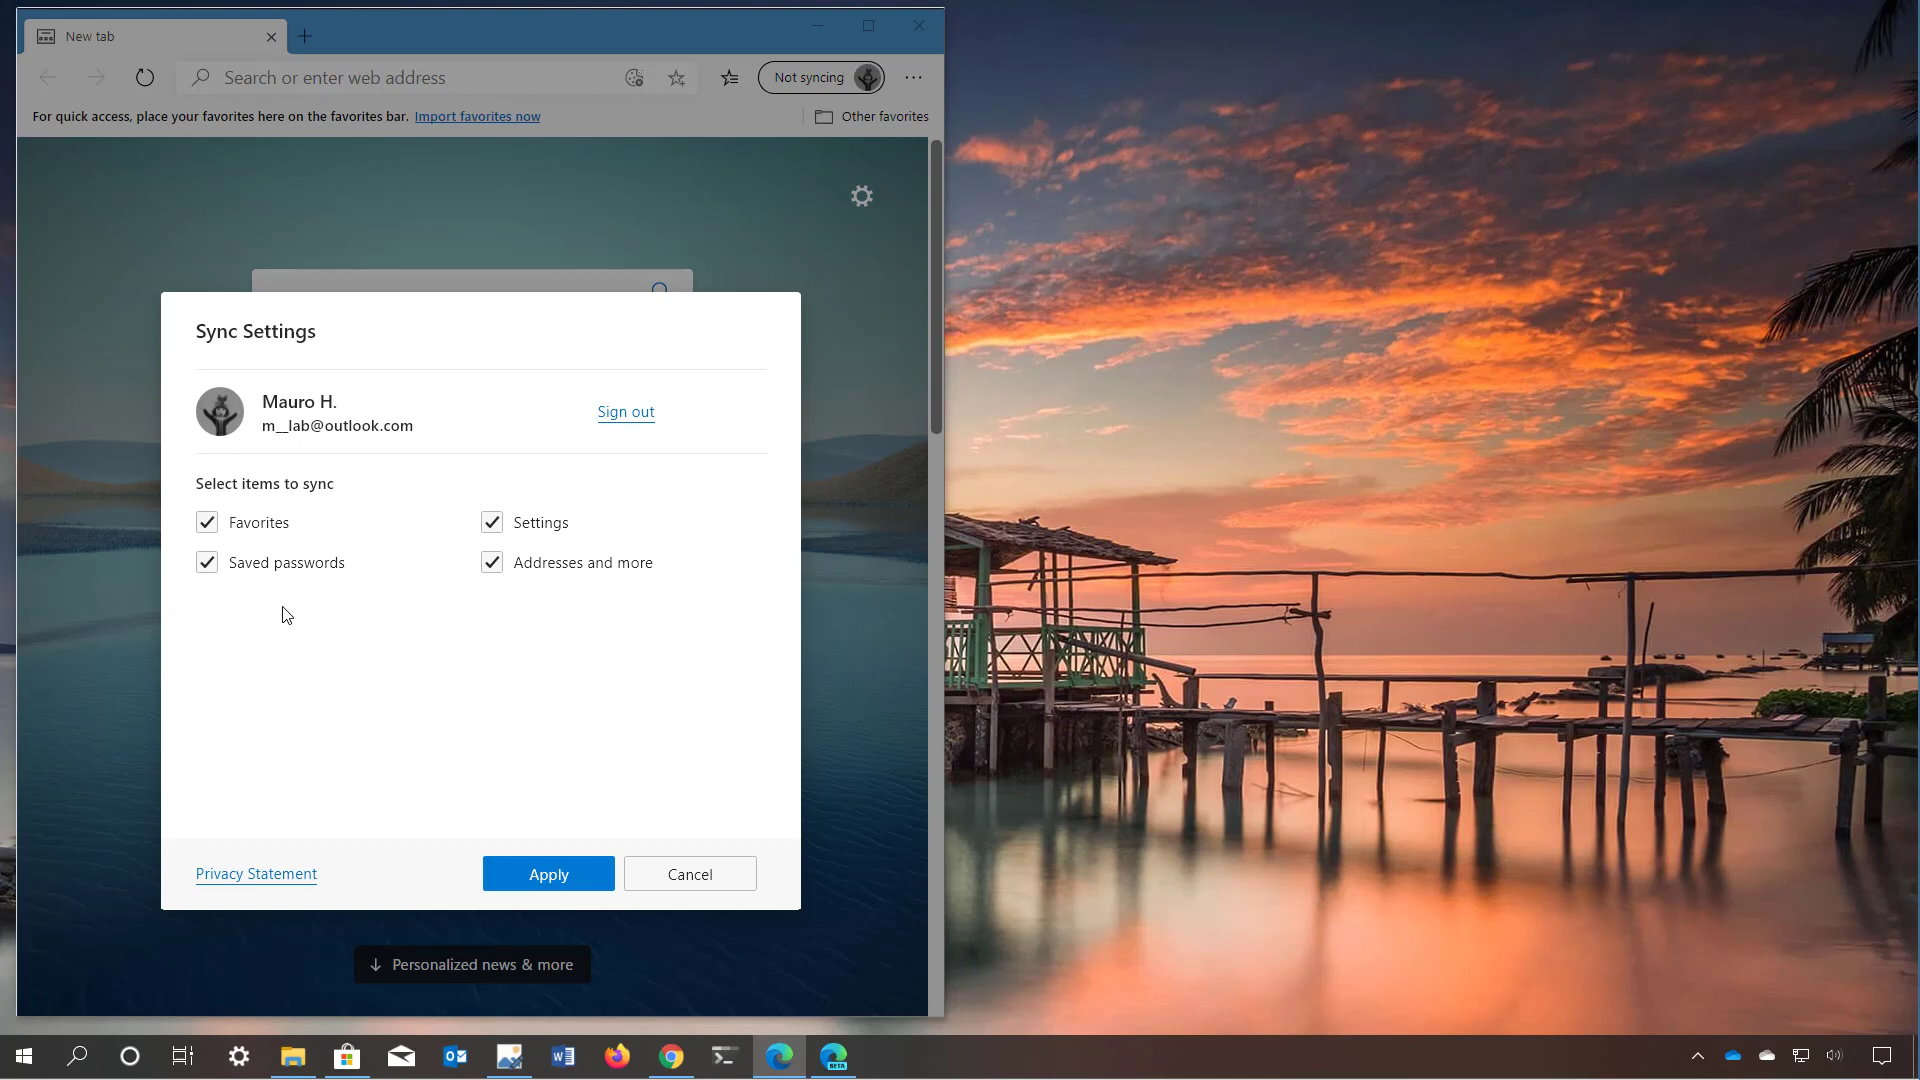 New tab
Search or enter web address
Not syncing
For quick access, place your favorites here on the favorites bar. Import favorites now
Other favorites
Sync Settings
Mauro H.
m__lab@outlook.com
Sign out
Select items to sync
Favorites
Settings
Saved passwords
Addresses and more
Privacy Statement
Apply
Cancel
Personalized news & more
BETA